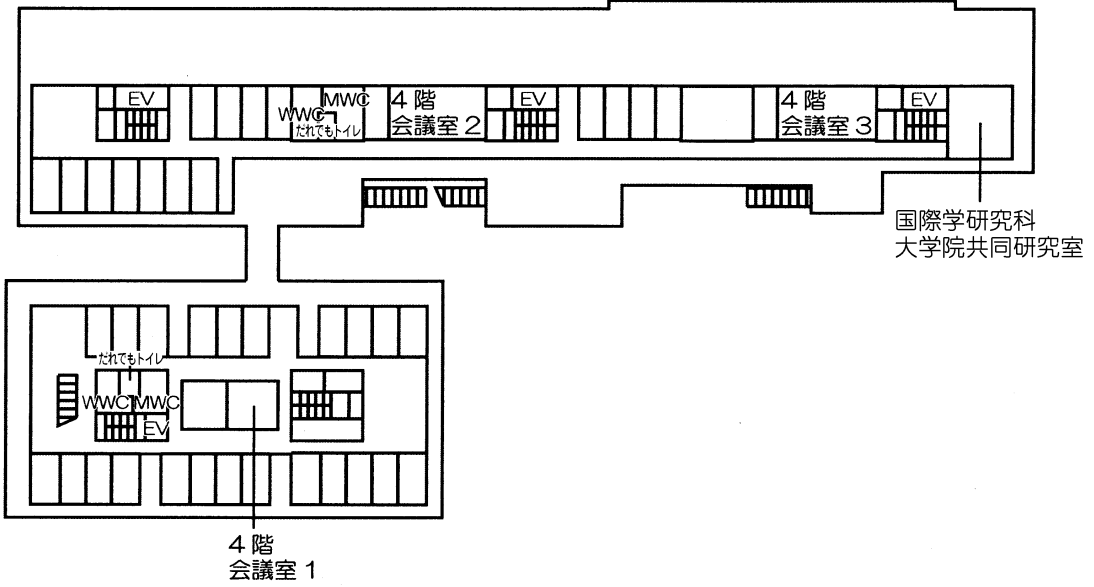 EV
MWC
WWC
だれでもトイレ
4階
会議室2
EV
4階
会議室3
EV
国際学研究科
大学院共同研究室
だれでもトイレ
WWC
MWC
EV
4階
会議室1